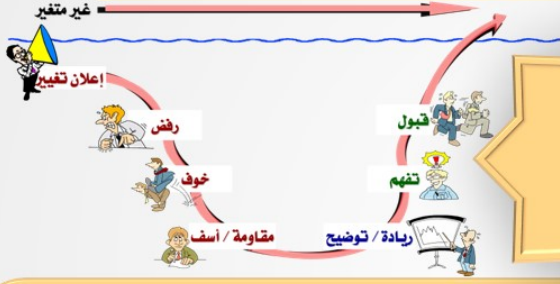 غير متغير
إعلان تغيير
رفض
خوف
مقاومة / أسف
ريادة / توضيح
تفهم
قبول